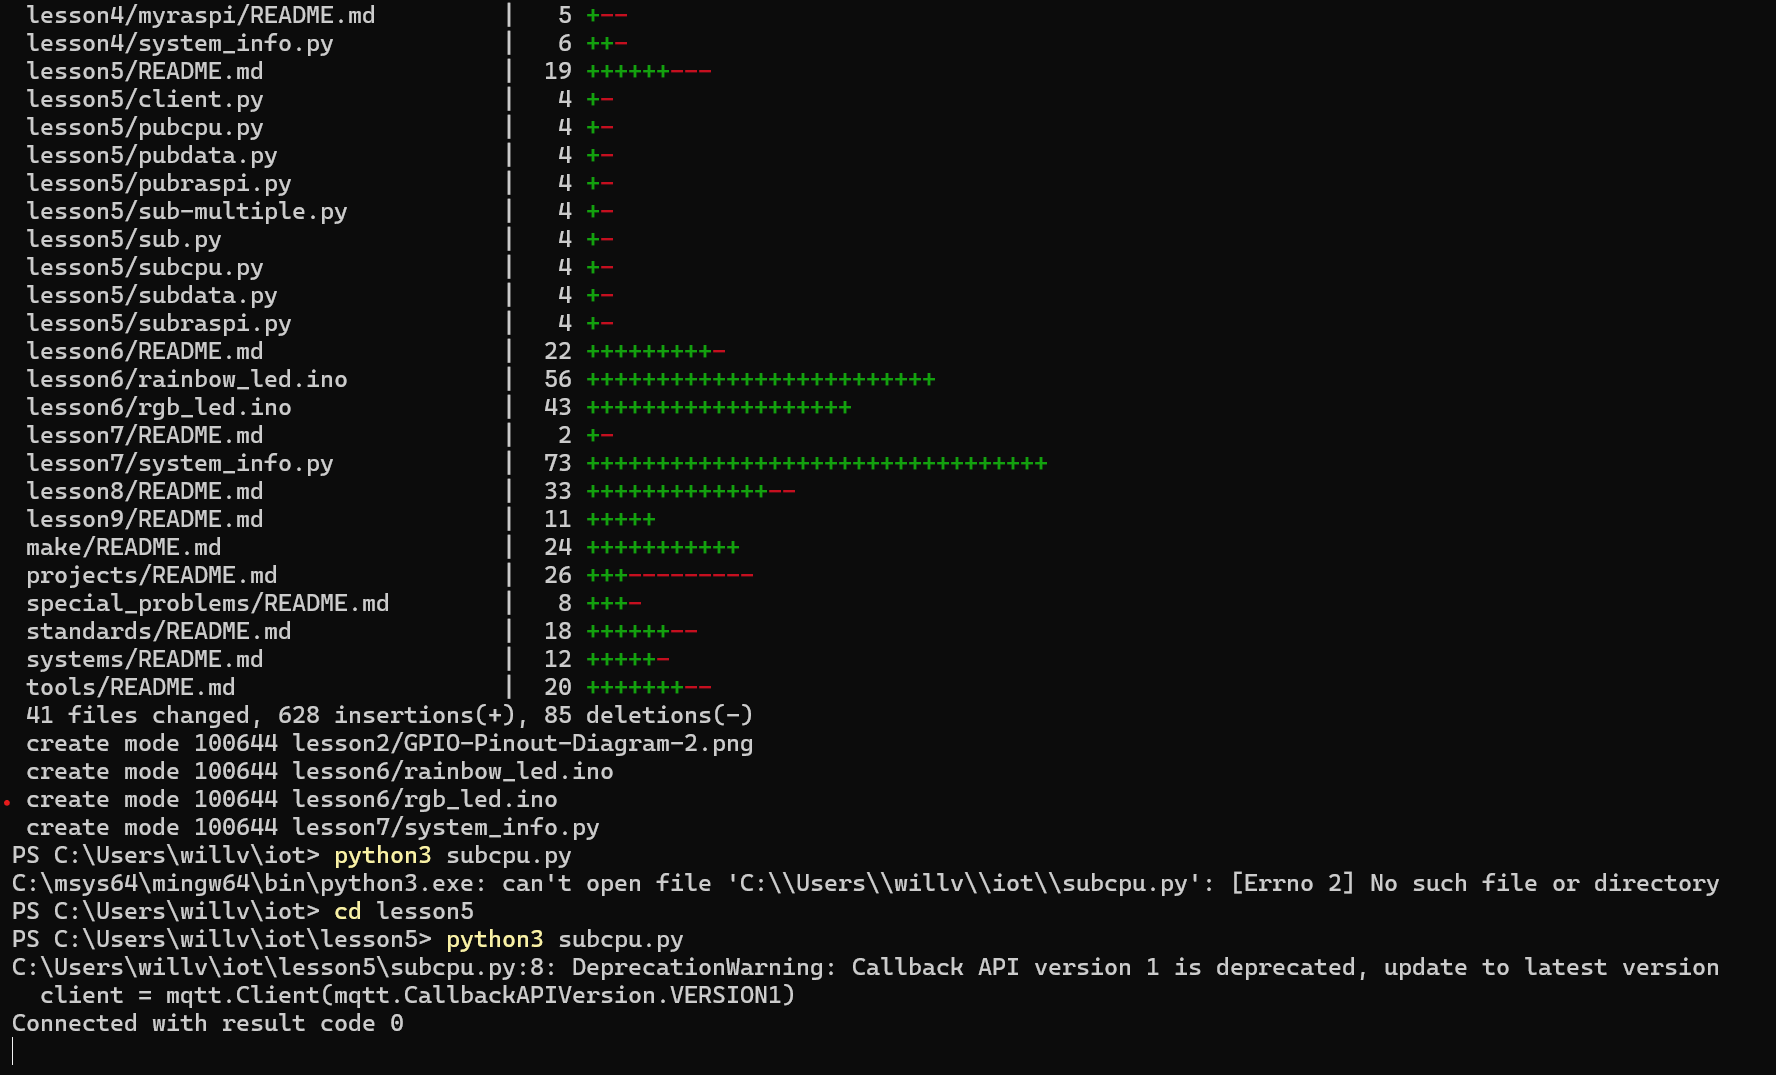 lesson4/myraspi/README.md | 5 +--
lesson4/system_info.py | 6 ++-
lesson5/README.md | 19 ++++++---
lesson5/client.py | 4 +-
lesson5/pubcpu.py | 4 +-
lesson5/pubdata.py | 4 +-
lesson5/pubraspi.py | 4 +-
lesson5/sub-multiple.py | 4 +-
lesson5/sub.py | 4 +-
lesson5/subcpu.py | 4 +-
lesson5/subdata.py | 4 +-
lesson5/subraspi.py | 4 +-
lesson6/README.md | 22 +++++++++-
lesson6/rainbow_led.ino | 56 +++++++++++++++++++++++++
lesson6/rgb_led.ino | 43 +++++++++++++++++++
lesson7/README.md | 2 +-
lesson7/system_info.py | 73 +++++++++++++++++++++++++++++++++
lesson8/README.md | 33 +++++++++++++--
lesson9/README.md | 11 +++++
make/README.md | 24 +++++++++++
projects/README.md | 26 +++---------
special_problems/README.md | 8 +++-
standards/README.md | 18 ++++++--
systems/README.md | 12 +++++-
tools/README.md | 20 +++++++--
41 files changed, 628 insertions(+), 85 deletions(-)
create mode 100644 lesson2/GPIO-Pinout-Diagram-2.png
create mode 100644 lesson6/rainbow_led.ino
create mode 100644 lesson6/rgb_led.ino
create mode 100644 lesson7/system_info.py
PS C:\Users\willv\iot> python3 subcpu.py
C:\msys64\mingw64\bin\python3.exe: can't open file 'C:\\Users\\willv\\iot\\subcpu.py': [Errno 2] No such file or directory
PS C:\Users\willv\iot> cd lesson5
PS C:\Users\willv\iot\lesson5> python3 subcpu.py
C:\Users\willv\iot\lesson5\subcpu.py:8: DeprecationWarning: Callback API version 1 is deprecated, update to latest version
client = mqtt.Client(mqtt.CallbackAPIVersion.VERSION1)
Connected with result code 0